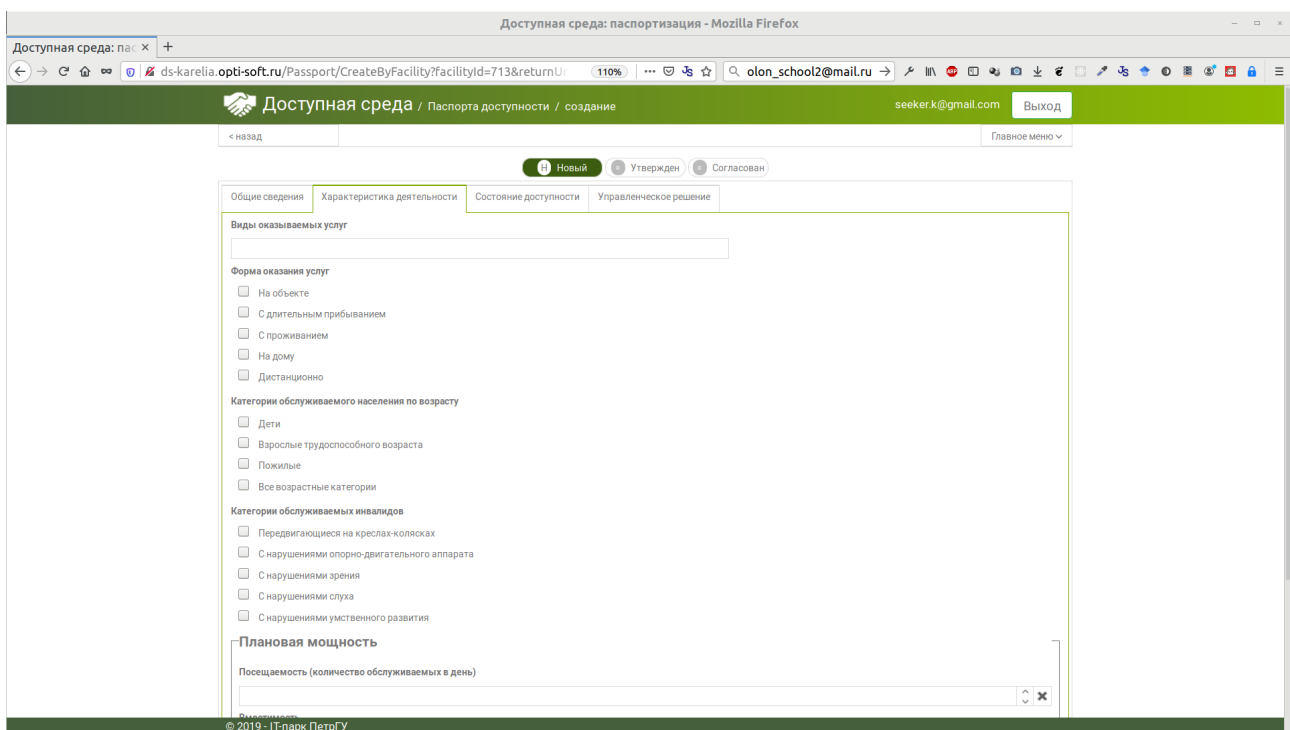 Доступная среда: паспортизация - Mozilla Firefox
Доступная среда: пас × +
ds-karelia.opti-soft.ru/Passport/CreateByFacility?facilityId=713&returnU 110% olon_school2@mail.ru
Доступная среда / Паспорта доступности / создание seeker.k@gmail.com Выход
< назад Главное меню
Н Новый Утвержден Согласован
Общие сведения Характеристика деятельности Состояние доступности Управленческое решение
Виды оказываемых услуг
Форма оказания услуг
На объекте
С длительным прибыванием
С проживанием
На дому
Дистанционно
Категории обслуживаемого населения по возрасту
Дети
Взрослые трудоспособного возраста
Пожилые
Все возрастные категории
Категории обслуживаемых инвалидов
Передвигающиеся на креслах-колясках
С нарушениями опорно-двигательного аппарата
С нарушениями зрения
С нарушениями слуха
С нарушениями умственного развития
Плановая мощность
Посещаемость (количество обслуживаемых в день)
Вместимость
© 2019 - IT-парк ПетрГУ